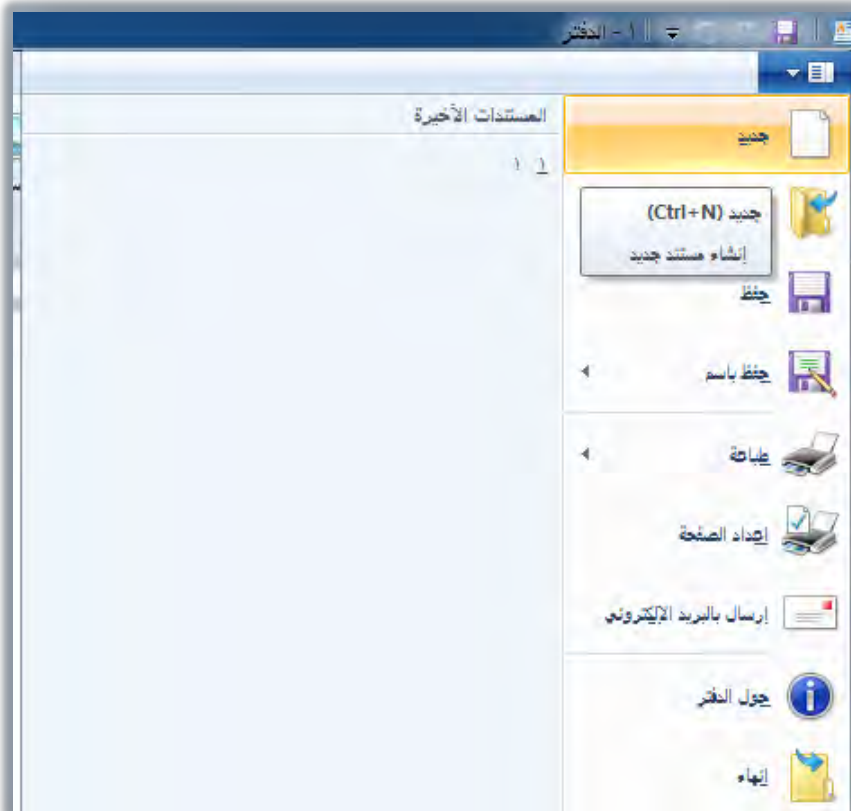 ١ - الدفتر
المستندات الأخيرة
١ ١
جديد
جديد (Ctrl+N)
إنشاء مستند جديد
حفظ
حفظ باسم
طباعة
إعداد الصفحة
إرسال بالبريد الإلكتروني
حول الدفتر
إنهاء